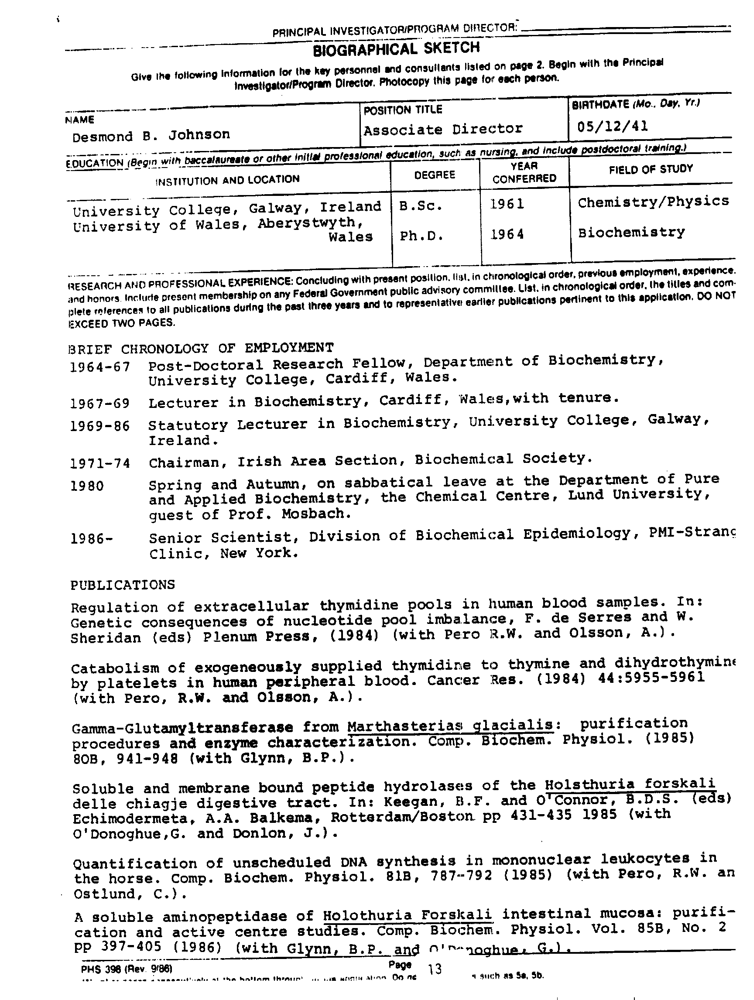 PRINCIPAL INVESTIGATOR/PROGRAM DIRECTOR:
BIOGRAPHICAL SKETCH
Give the following information for the key personnel and consultants listed on page 2. Begin with the Principal
Investigator/Program Director. Photocopy this page for each person.
NAME
Desmond B. Johnson
POSITION TITLE
Associate Director
BIRTHDATE (Mo., Day, Yr.)
05/12/41
EDUCATION (Begin with baccalaureate or other initial professional education, such as nursing, and include postdoctoral training.)
INSTITUTION AND LOCATION DEGREE YEAR CONFERRED FIELD OF STUDY
University College, Galway, Ireland B.Sc. 1961 Chemistry/Physics
University of Wales, Aberystwyth,
Wales Ph.D. 1964 Biochemistry
RESEARCH AND PROFESSIONAL EXPERIENCE: Concluding with present position, list, in chronological order, previous employment, experience,
and honors. Include present membership on any Federal Government public advisory committee. List, in chronological order, the titles and com-
plete references to all publications during the past three years and to representative earlier publications pertinent to this application. DO NOT
EXCEED TWO PAGES.
BRIEF CHRONOLOGY OF EMPLOYMENT
1964-67 Post-Doctoral Research Fellow, Department of Biochemistry,
University College, Cardiff, Wales.
1967-69 Lecturer in Biochemistry, Cardiff, Wales,with tenure.
1969-86 Statutory Lecturer in Biochemistry, University College, Galway,
Ireland.
1971-74 Chairman, Irish Area Section, Biochemical Society.
1980 Spring and Autumn, on sabbatical leave at the Department of Pure
and Applied Biochemistry, the Chemical Centre, Lund University,
guest of Prof. Mosbach.
1986- Senior Scientist, Division of Biochemical Epidemiology, PMI-Strang
Clinic, New York.
PUBLICATIONS
Regulation of extracellular thymidine pools in human blood samples. In:
Genetic consequences of nucleotide pool imbalance, F. de Serres and W.
Sheridan (eds) Plenum Press, (1984) (with Pero R.W. and Olsson, A.).
Catabolism of exogeneously supplied thymidine to thymine and dihydrothymine
by platelets in human peripheral blood. Cancer Res. (1984) 44:5955-5961
(with Pero, R.W. and Olsson, A.).
Gamma-Glutamyltransferase from Marthasterias glacialis: purification
procedures and enzyme characterization. Comp. Biochem. Physiol. (1985)
80B, 941-948 (with Glynn, B.P.).
Soluble and membrane bound peptide hydrolases of the Holsthuria forskali
delle chiagje digestive tract. In: Keegan, B.F. and O'Connor, B.D.S. (eds)
Echimodermeta, A.A. Balkema, Rotterdam/Boston pp 431-435 1985 (with
O'Donoghue,G. and Donlon, J.).
Quantification of unscheduled DNA synthesis in mononuclear leukocytes in
the horse. Comp. Biochem. Physiol. 81B, 787-792 (1985) (with Pero, R.W. an
Ostlund, C.).
A soluble aminopeptidase of Holothuria Forskali intestinal mucosa: purifi-
cation and active centre studies. Comp. Biochem. Physiol. Vol. 85B, No. 2
pp 397-405 (1986) (with Glynn, B.P. and O'Donoghue, G.).
PHS 398 (Rev. 9/86) Page 13
such as 5a, 5b.